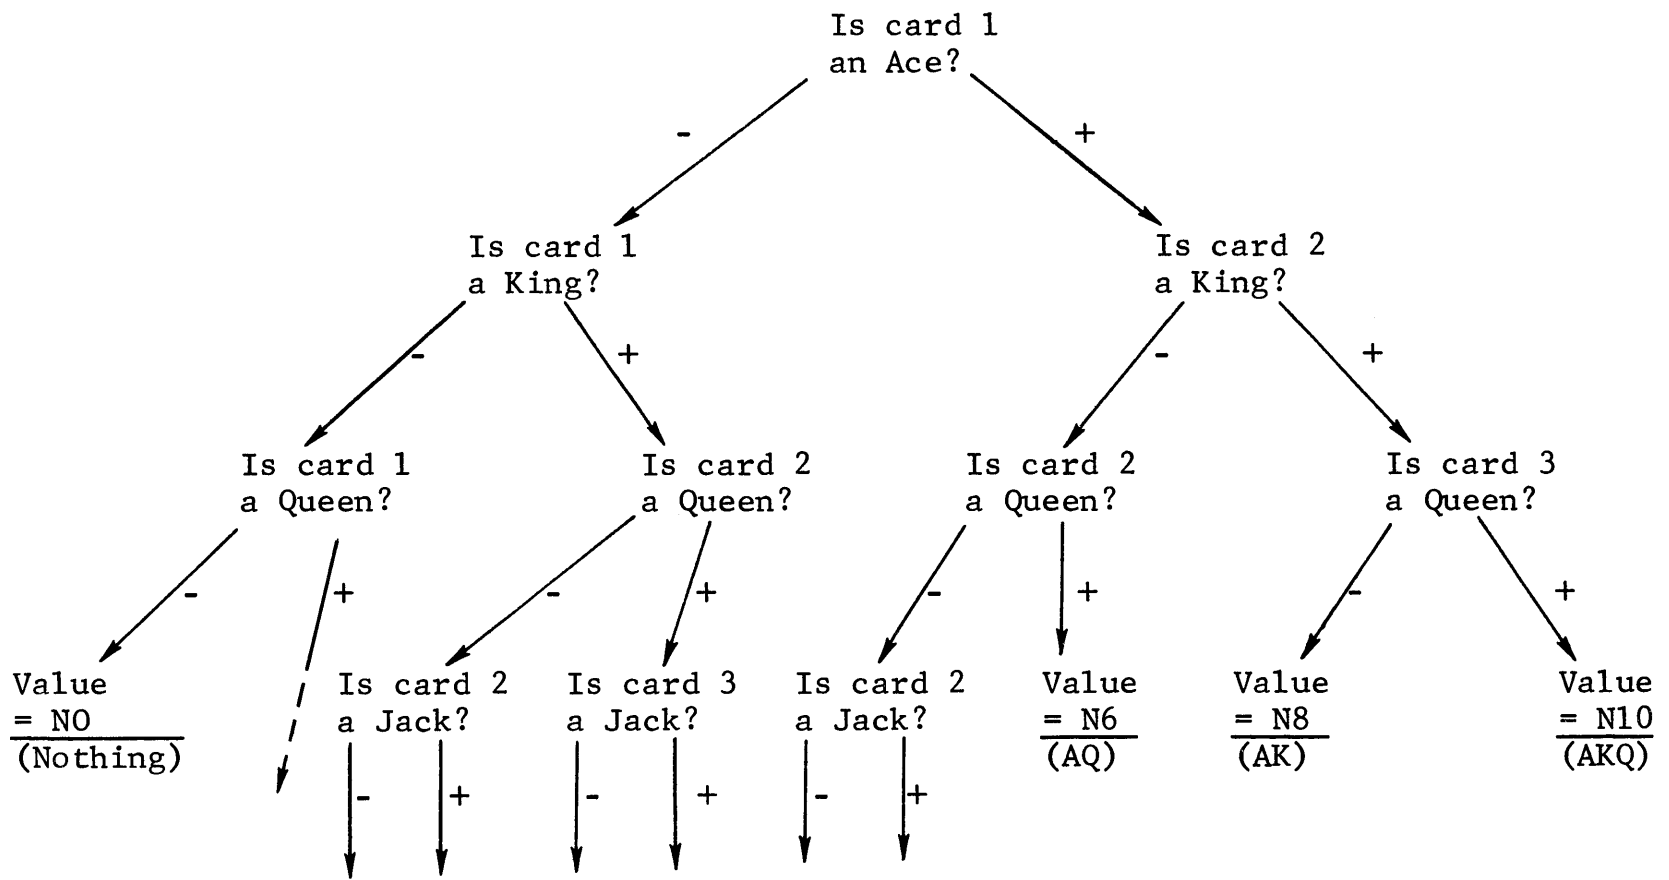 Is card 1
an Ace?
-
+
Is card 1
a King?
Is card 2
a King?
-
+
-
+
Is card 1
a Queen?
Is card 2
a Queen?
Is card 2
a Queen?
Is card 3
a Queen?
-
+
-
+
-
+
-
+
Value
= NO
(Nothing)
Is card 2
a Jack?
Is card 3
a Jack?
Is card 2
a Jack?
Value
= N6
(AQ)
Value
= N8
(AK)
Value
= N10
(AKQ)
-
+
-
+
-
+